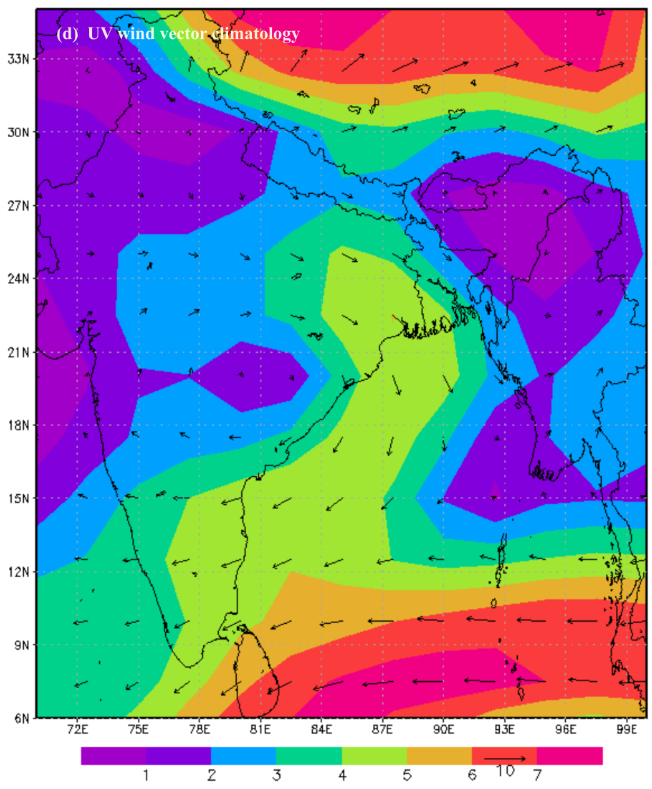 (d) UV wind vector climatology
33N
30N
27N
24N
21N
18N
15N
12N
9N
6N
72E 75E 78E 81E 84E 87E 90E 93E 96E 99E
1 2 3 4 5 6 10 7